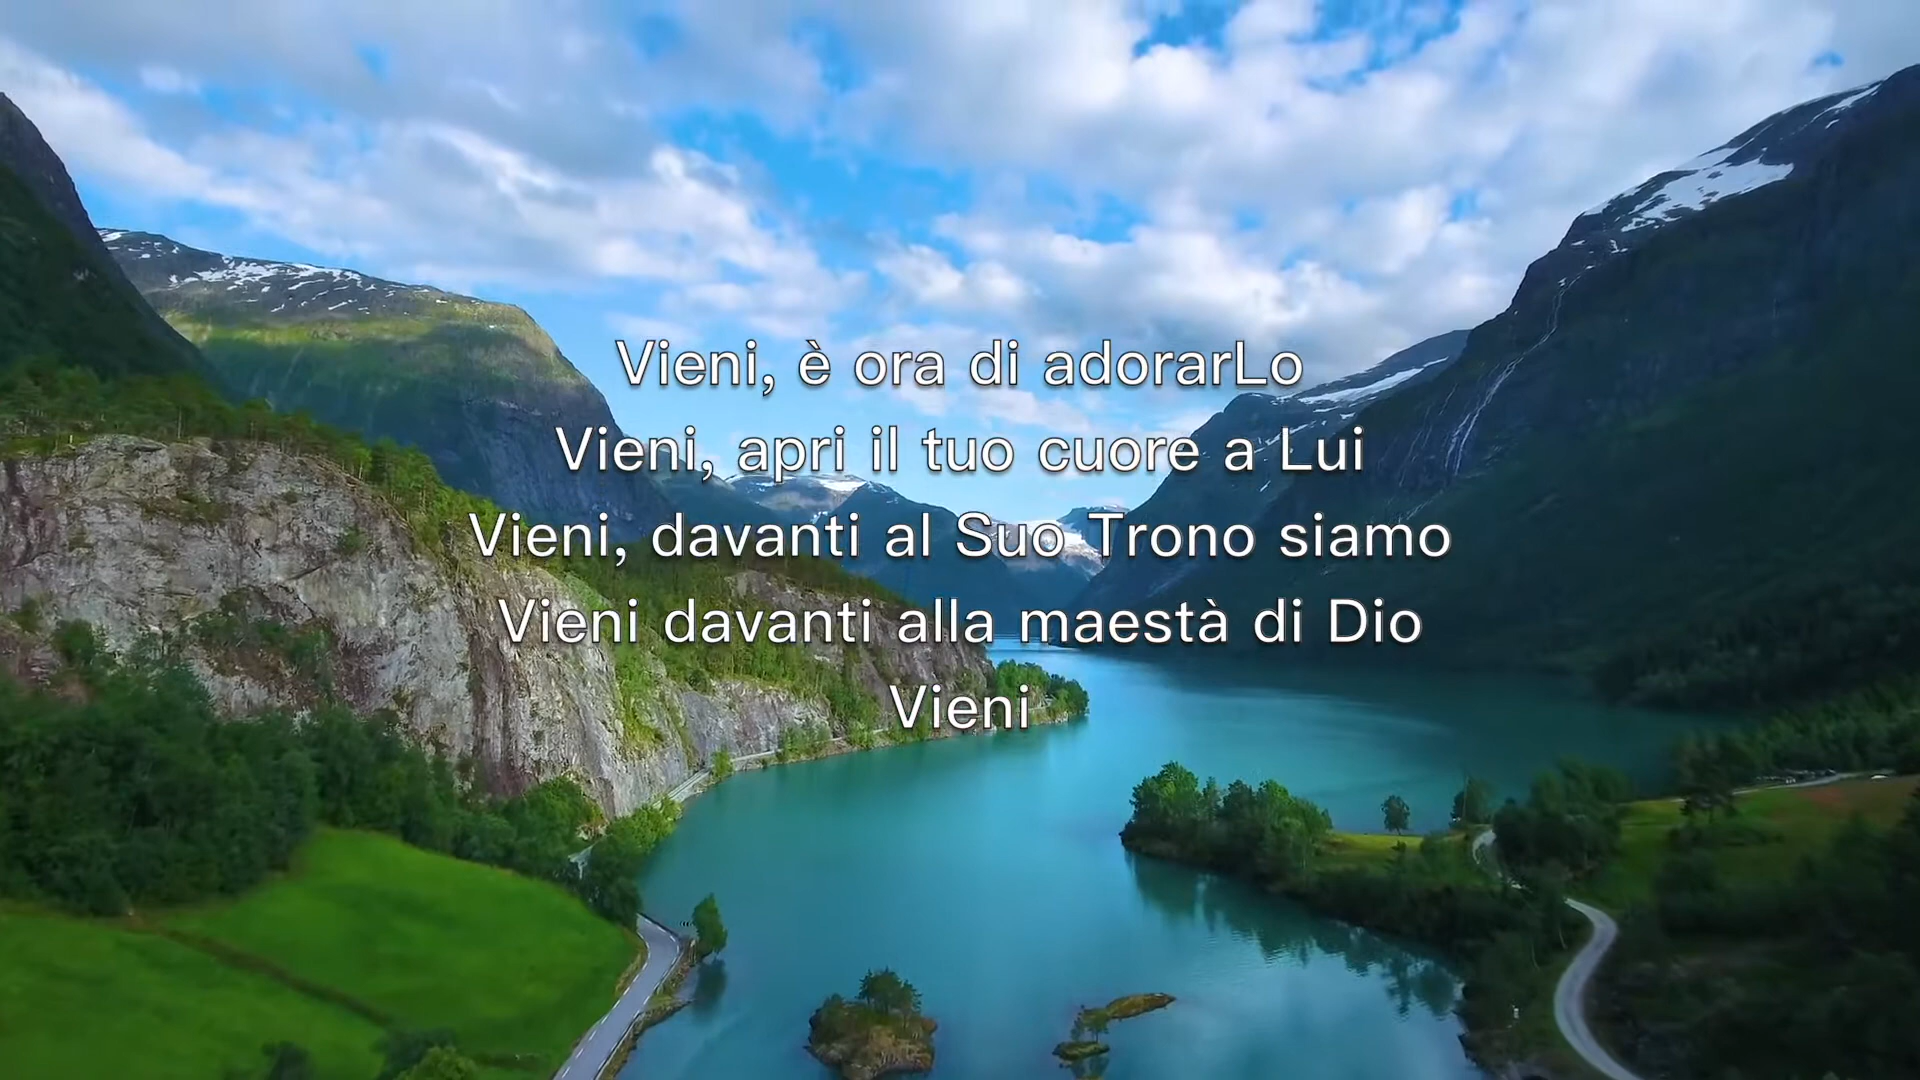 Vieni, è ora di adorarLo
Vieni, apri il tuo cuore a Lui
Vieni, davanti al Suo Trono siamo
Vieni davanti alla maestà di Dio
Vieni